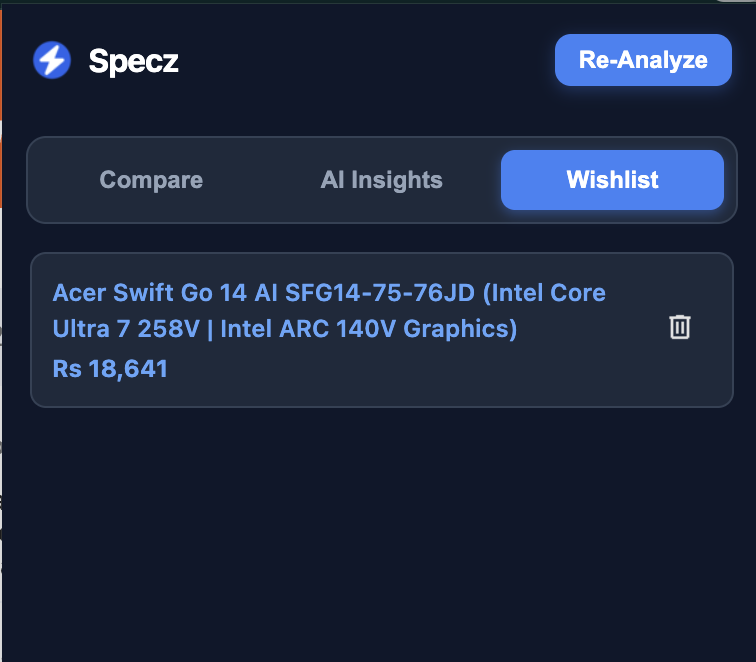 Specz
Re-Analyze
Compare
AI Insights
Wishlist
Acer Swift Go 14 AI SFG14-75-76JD (Intel Core
Ultra 7 258V | Intel ARC 140V Graphics)
Rs 18,641